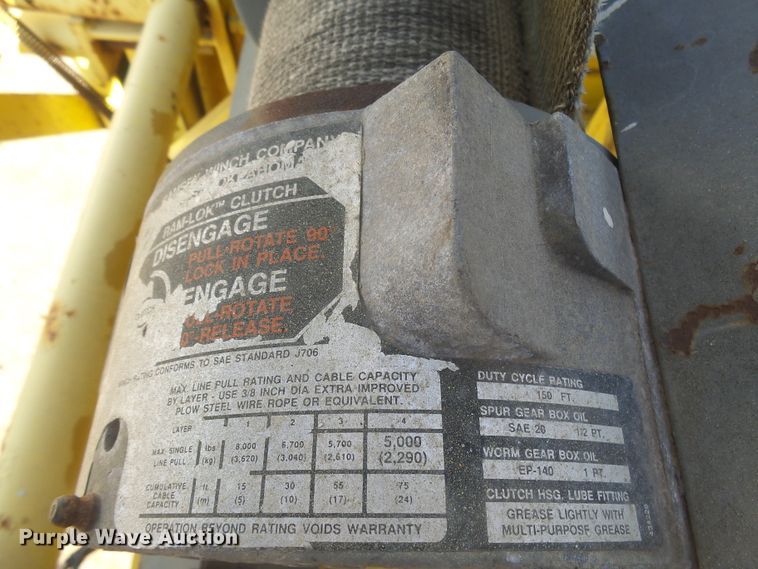 WINCH COMPANY
OKLAHOMA
RAM-LOK™ CLUTCH
DISENGAGE
PULL-ROTATE 90
LOCK IN PLACE.
ENGAGE
ROTATE
RELEASE.
RATING CONFORMS TO SAE STANDARD J706
MAX. LINE PULL RATING AND CABLE CAPACITY
BY LAYER - USE 3/8 INCH DIA EXTRA IMPROVED
PLOW STEEL WIRE ROPE OR EQUIVALENT.
LAYER 1 2 3 4
MAX. SINGLE LINE PULL lbs 8,000 6,700 5,700 5,000
(kg) (3,620) (3,040) (2,610) (2,290)
CUMULATIVE CABLE CAPACITY ft. 15 30 55 75
(m) (5) (10) (17) (24)
OPERATION BEYOND RATING VOIDS WARRANTY
DUTY CYCLE RATING
150 FT.
SPUR GEAR BOX OIL
SAE 20 1/2 PT.
WORM GEAR BOX OIL
EP-140 1 PT.
CLUTCH HSG. LUBE FITTING
GREASE LIGHTLY WITH
MULTI-PURPOSE GREASE
Purple Wave Auction